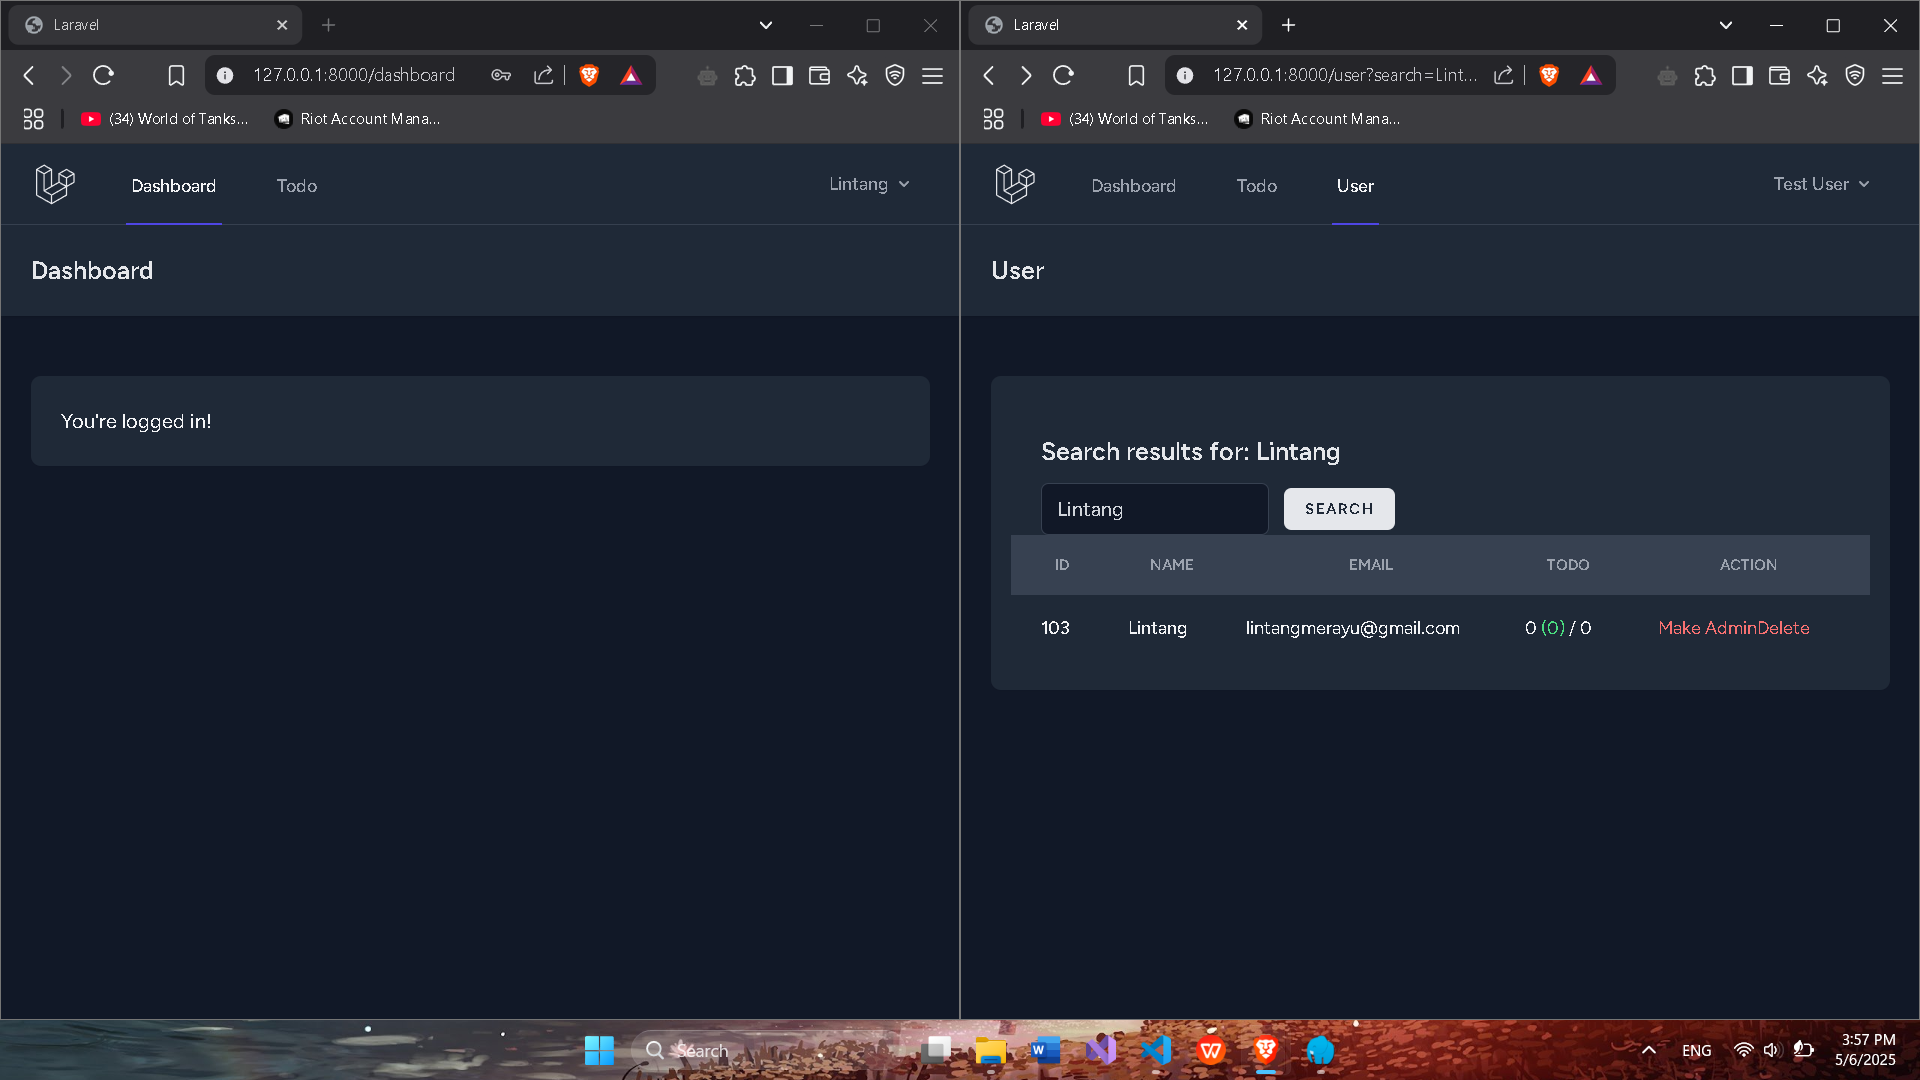 Laravel
127.0.0.1:8000/dashboard
(34) World of Tanks...
Riot Account Mana...
Dashboard
Todo
Lintang
Dashboard
You're logged in!
Laravel
127.0.0.1:8000/user?search=Lint...
(34) World of Tanks...
Riot Account Mana...
Dashboard
Todo
User
Test User
User
Search results for: Lintang
Lintang
SEARCH
ID NAME EMAIL TODO ACTION
103 Lintang lintangmerayu@gmail.com 0 (0) / 0 Make AdminDelete
Search
ENG
3:57 PM
5/6/2025